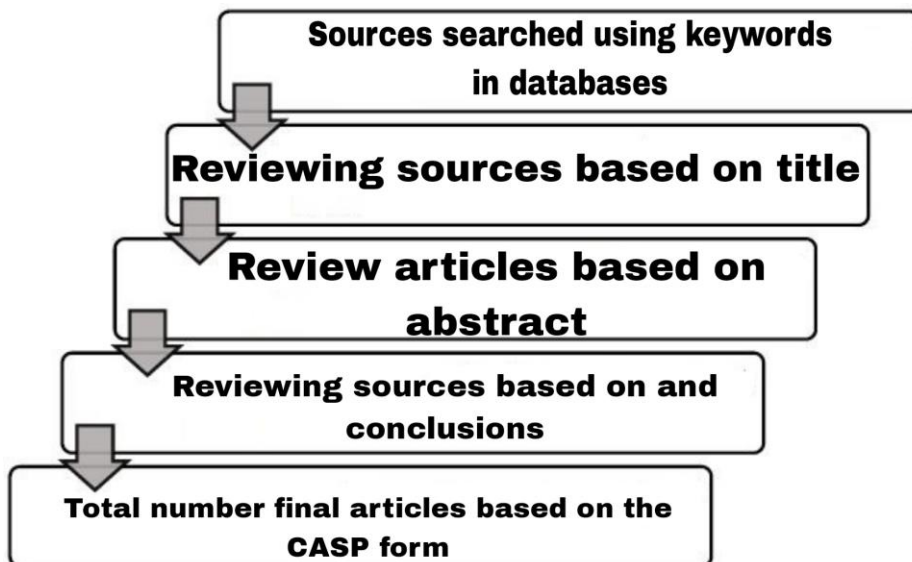 Sources searched using keywords
in databases
Reviewing sources based on title
Review articles based on
abstract
Reviewing sources based on and
conclusions
Total number final articles based on the
CASP form